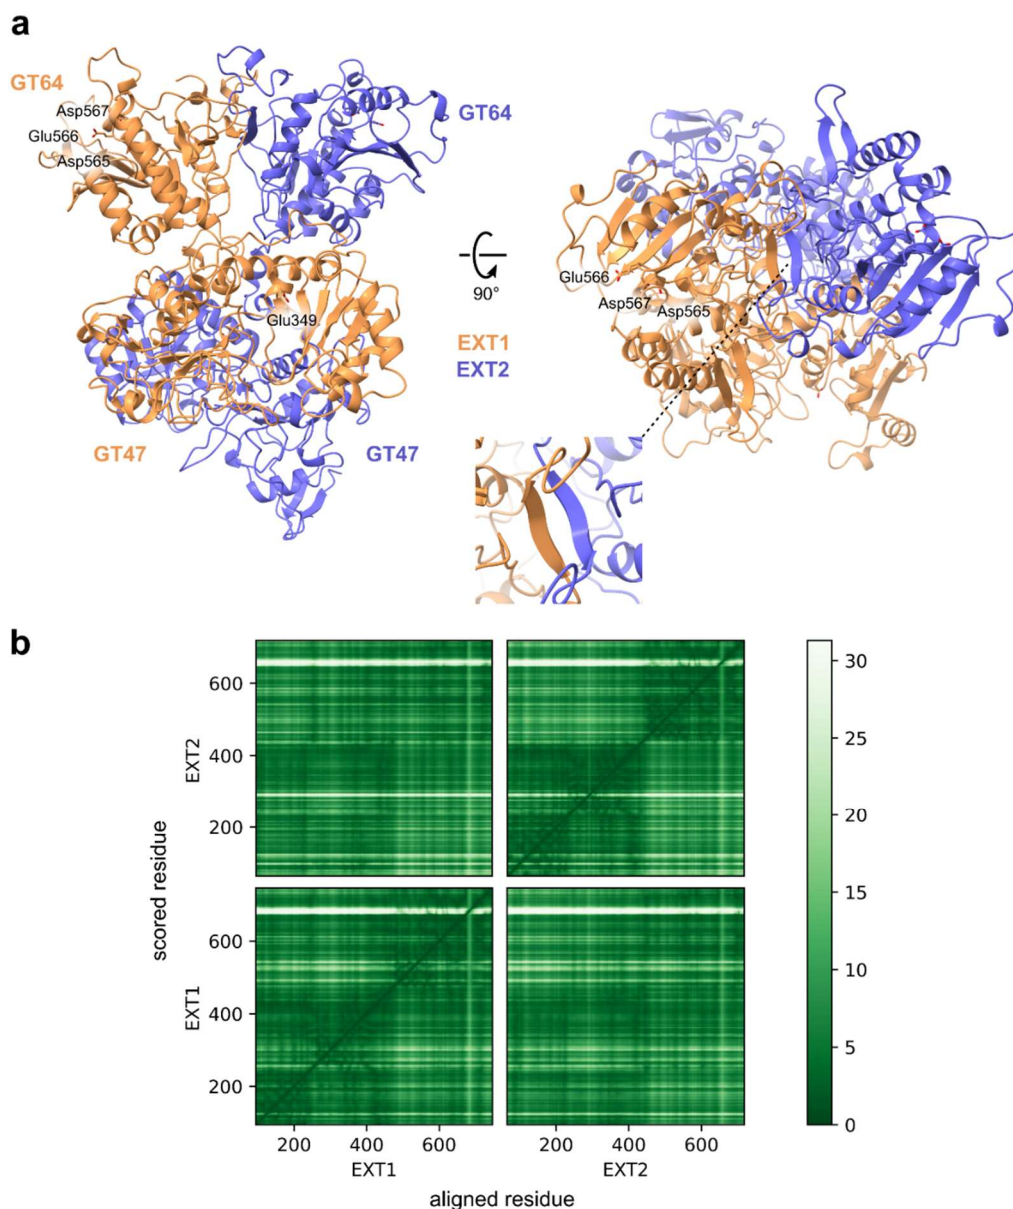 a
GT64
GT64
Asp567
Glu566
Asp565
Glu349
GT47
GT47
90°
EXT1
EXT2
Glu566
Asp567
Asp565
b
600
400
200
EXT2
scored residue
600
400
200
EXT1
200 400 600
EXT1
200 400 600
EXT2
aligned residue
30
25
20
15
10
5
0